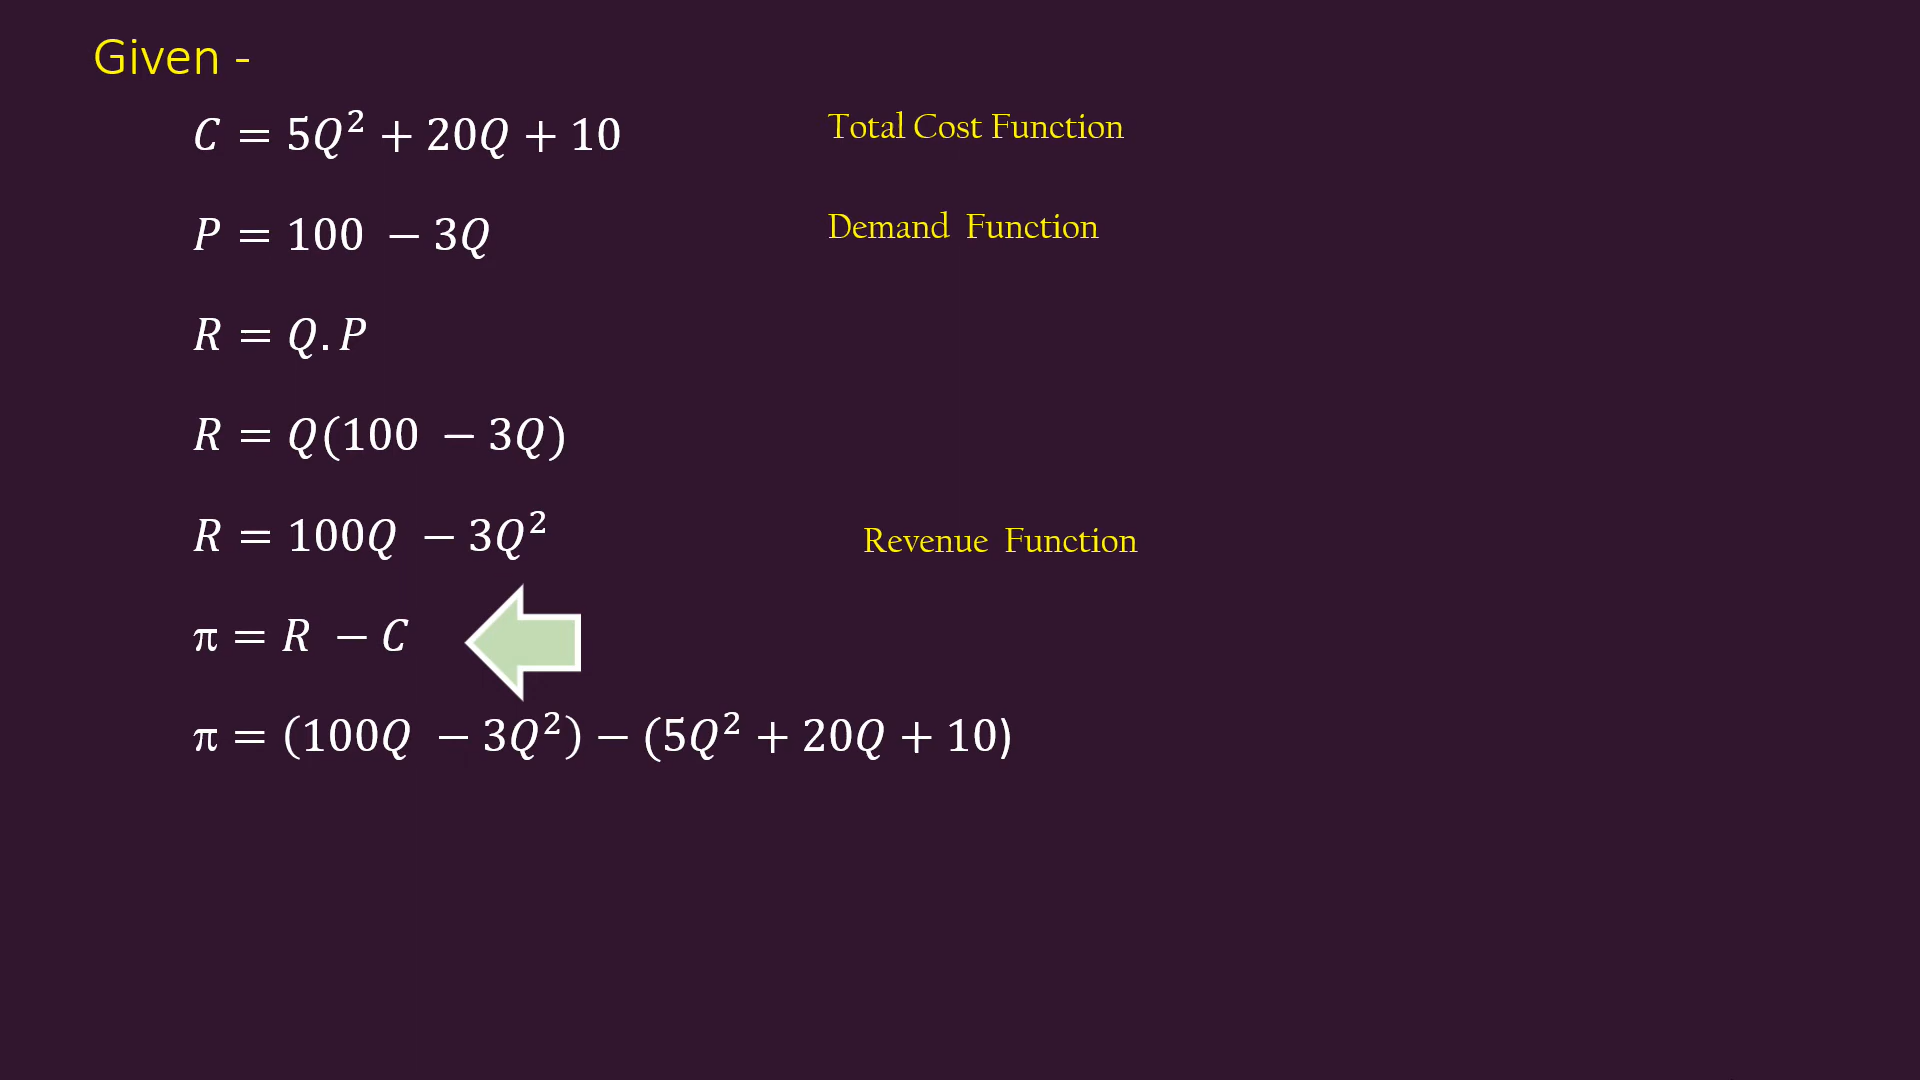 Given -
C = 5Q² + 20Q + 10 Total Cost Function
P = 100 − 3Q Demand Function
R = Q.P
R = Q(100 − 3Q)
R = 100Q − 3Q² Revenue Function
π = R − C
π = (100Q − 3Q²) − (5Q² + 20Q + 10)